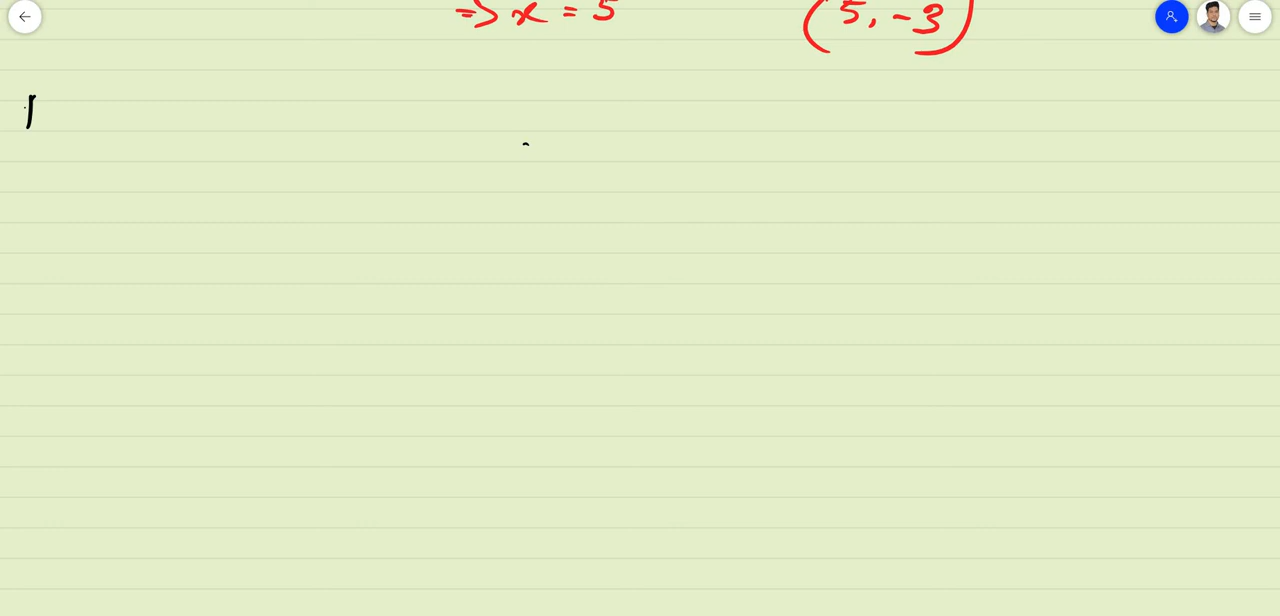 => x = 5 (5, -3)